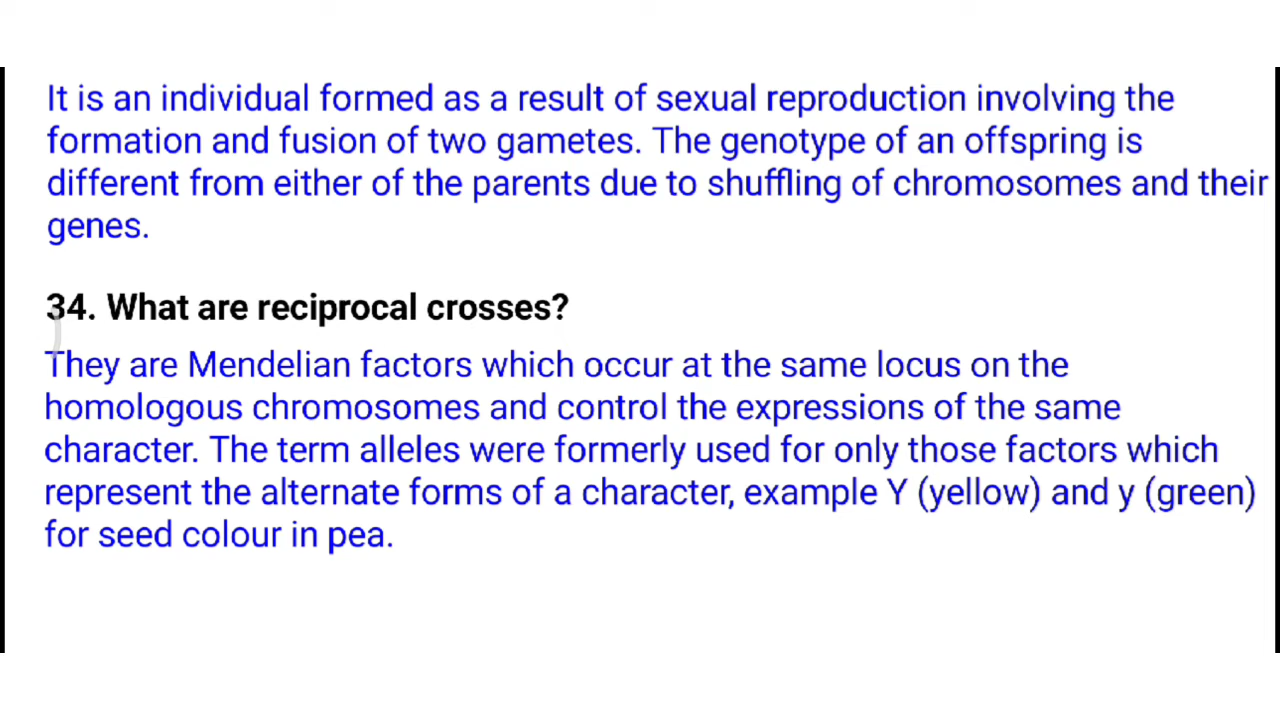 It is an individual formed as a result of sexual reproduction involving the
formation and fusion of two gametes. The genotype of an offspring is
different from either of the parents due to shuffling of chromosomes and their
genes.
34. What are reciprocal crosses?
They are Mendelian factors which occur at the same locus on the
homologous chromosomes and control the expressions of the same
character. The term alleles were formerly used for only those factors which
represent the alternate forms of a character, example Y (yellow) and y (green)
for seed colour in pea.